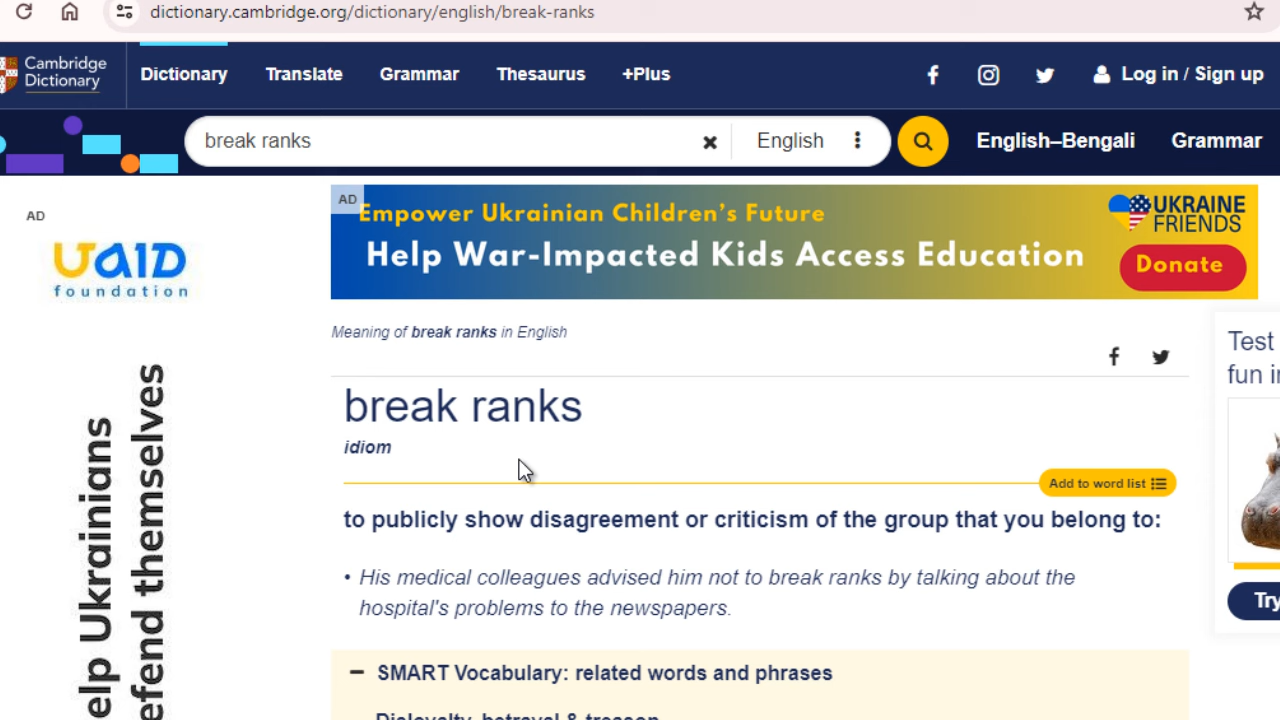 dictionary.cambridge.org/dictionary/english/break-ranks
Cambridge
Dictionary
Dictionary Translate Grammar Thesaurus +Plus
Log in / Sign up
break ranks
English
English–Bengali Grammar
AD
UAID
foundation
elp Ukrainians
efend themselves
AD
Empower Ukrainian Children's Future
Help War-Impacted Kids Access Education
UKRAINE
FRIENDS
Donate
Meaning of break ranks in English
break ranks
idiom
Add to word list
to publicly show disagreement or criticism of the group that you belong to:
• His medical colleagues advised him not to break ranks by talking about the
hospital's problems to the newspapers.
SMART Vocabulary: related words and phrases
Disloyalty, betrayal & treason
Test
fun i
Try